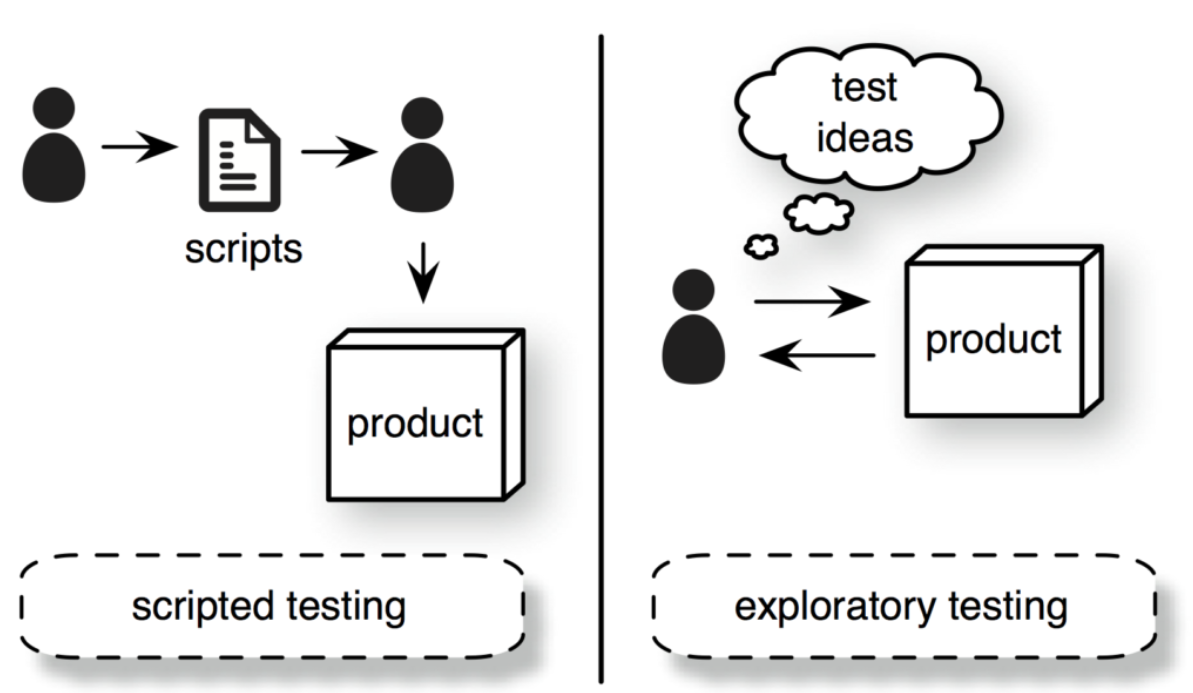 scripts
product
scripted testing
test
ideas
product
exploratory testing